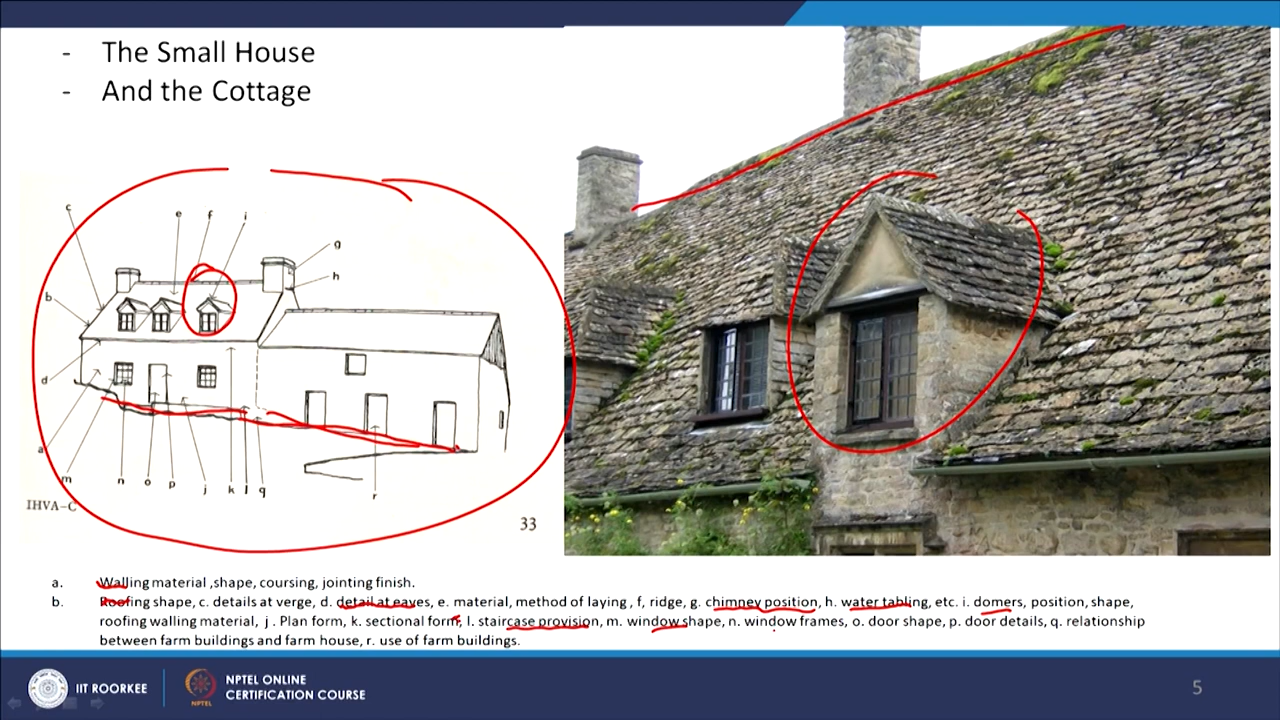 - The Small House
- And the Cottage
c
e
f
i
g
h
b
d
a
m
n
o
p
j
k
l
q
r
IHVA-C
33
a. Walling material ,shape, coursing, jointing finish.
b. Roofing shape, c. details at verge, d. detail at eaves, e. material, method of laying , f, ridge, g. chimney position, h. water tabling, etc. i. domers, position, shape,
roofing walling material, j . Plan form, k. sectional form, l. staircase provision, m. window shape, n. window frames, o. door shape, p. door details, q. relationship
between farm buildings and farm house, r. use of farm buildings.
IIT ROORKEE
NPTEL ONLINE
CERTIFICATION COURSE
5